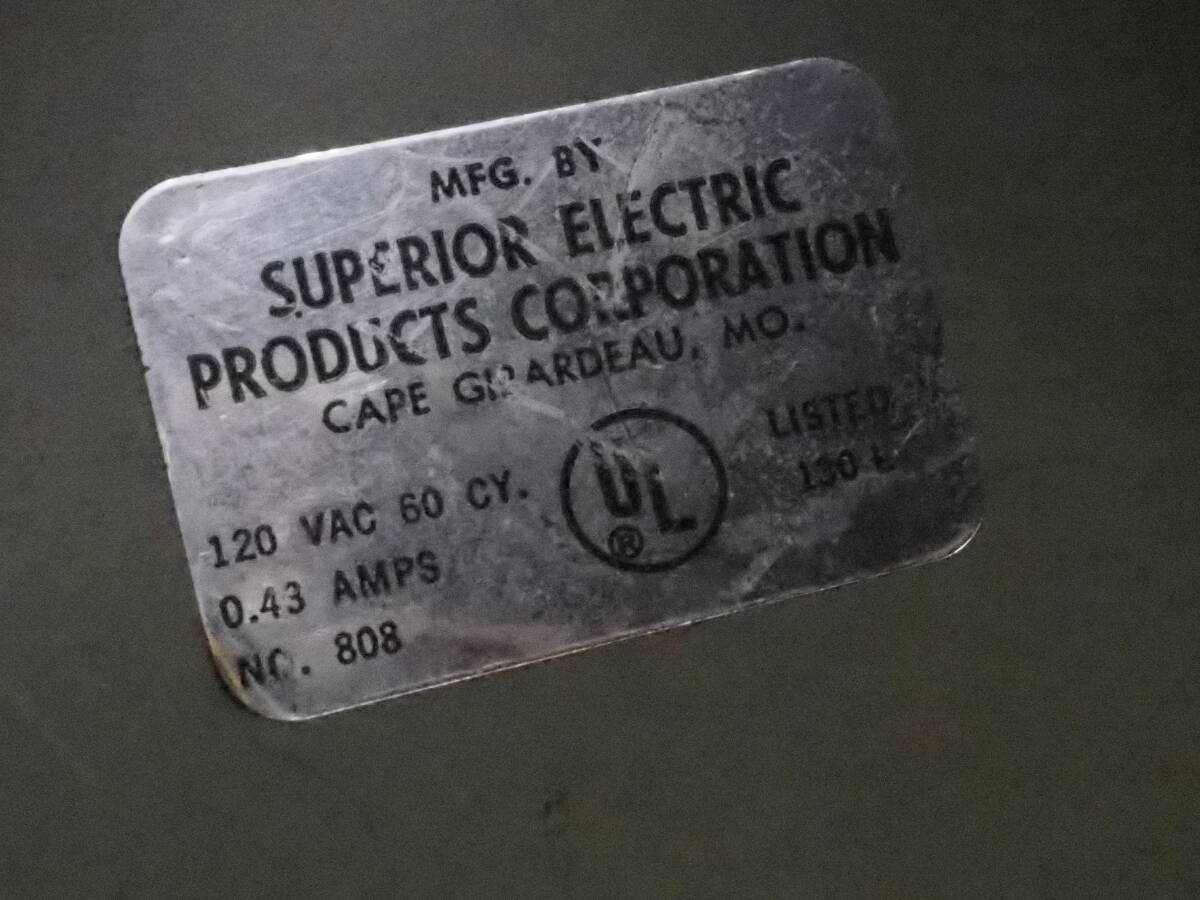 MFG. BY
SUPERIOR ELECTRIC
PRODUCTS CORPORATION
CAPE GIRARDEAU, MO.
120 VAC 60 CY.
0.43 AMPS
NO. 808
UL
®
LISTED